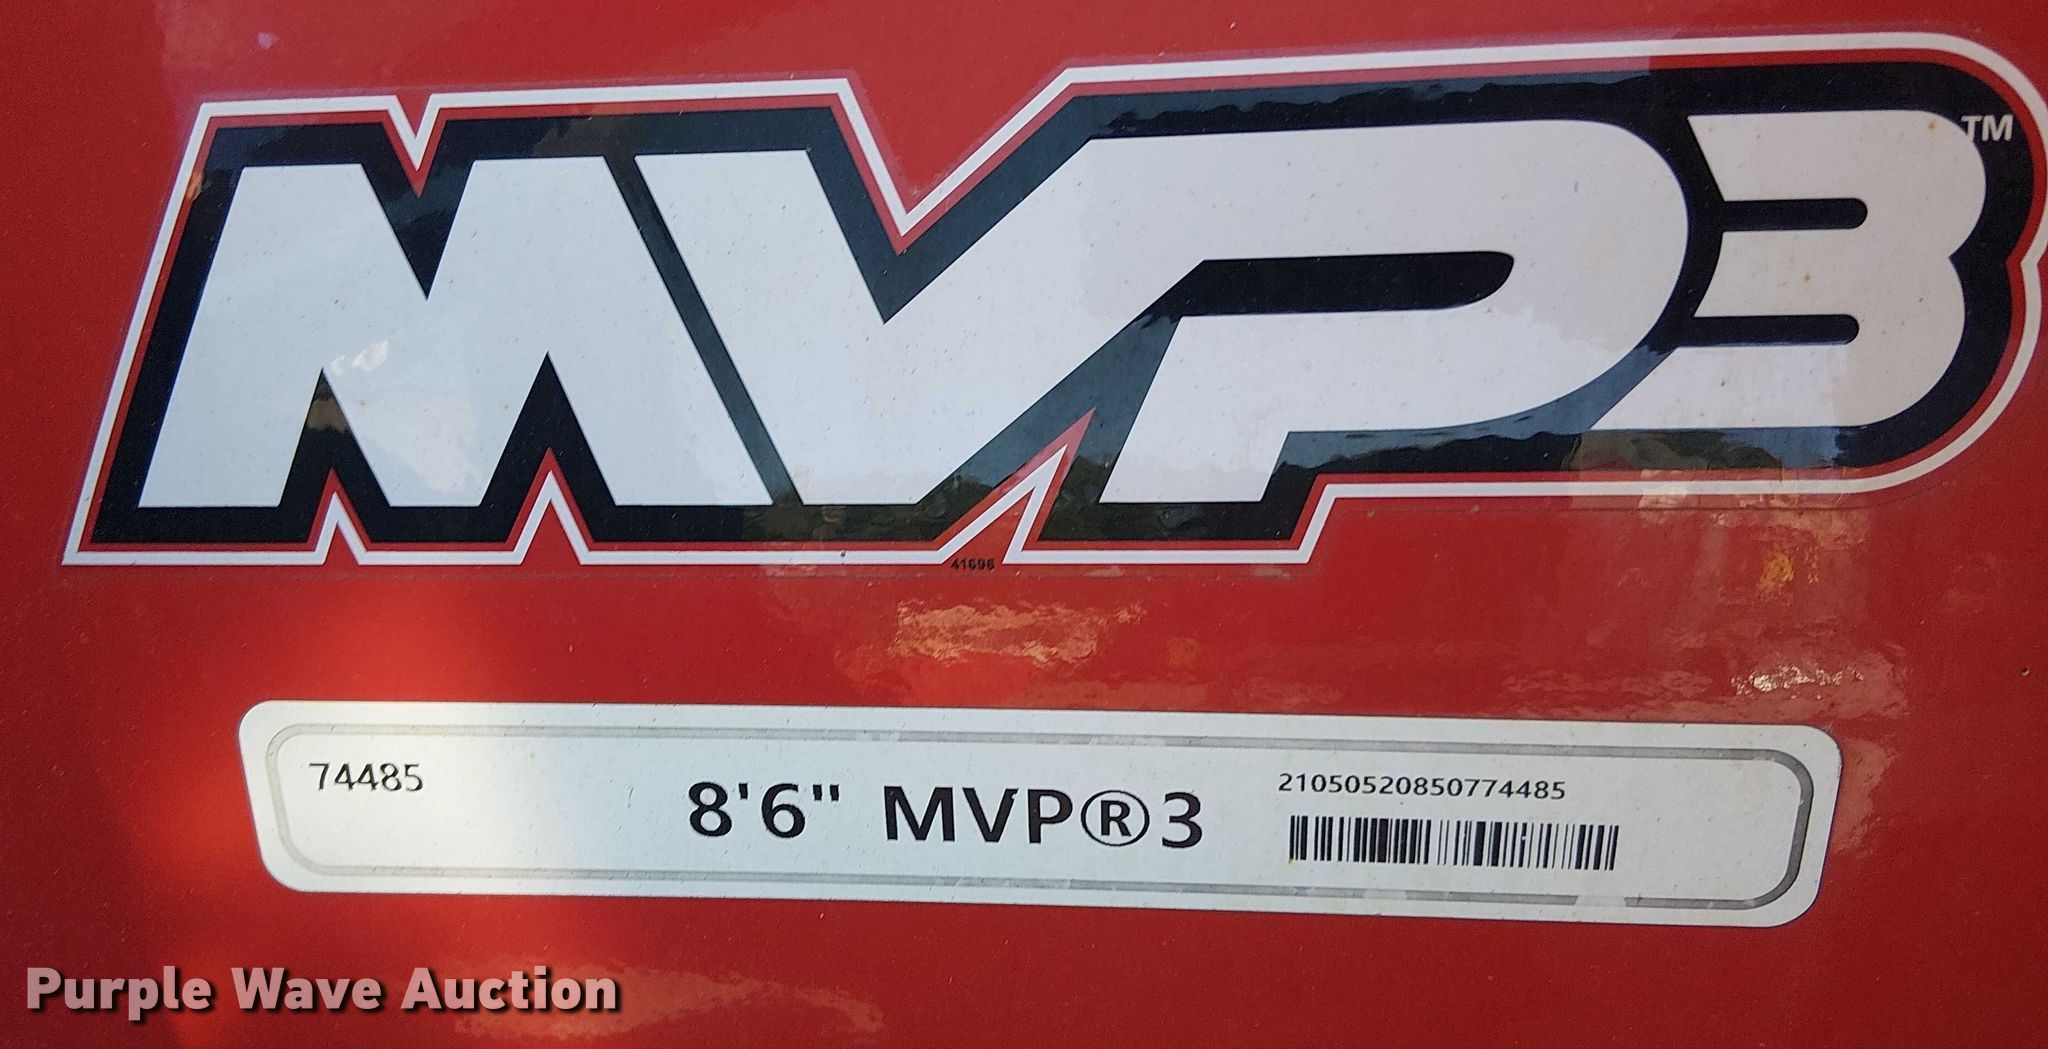 MVP3™
41696
74485
8'6" MVP®3
21050520850774485
Purple Wave Auction